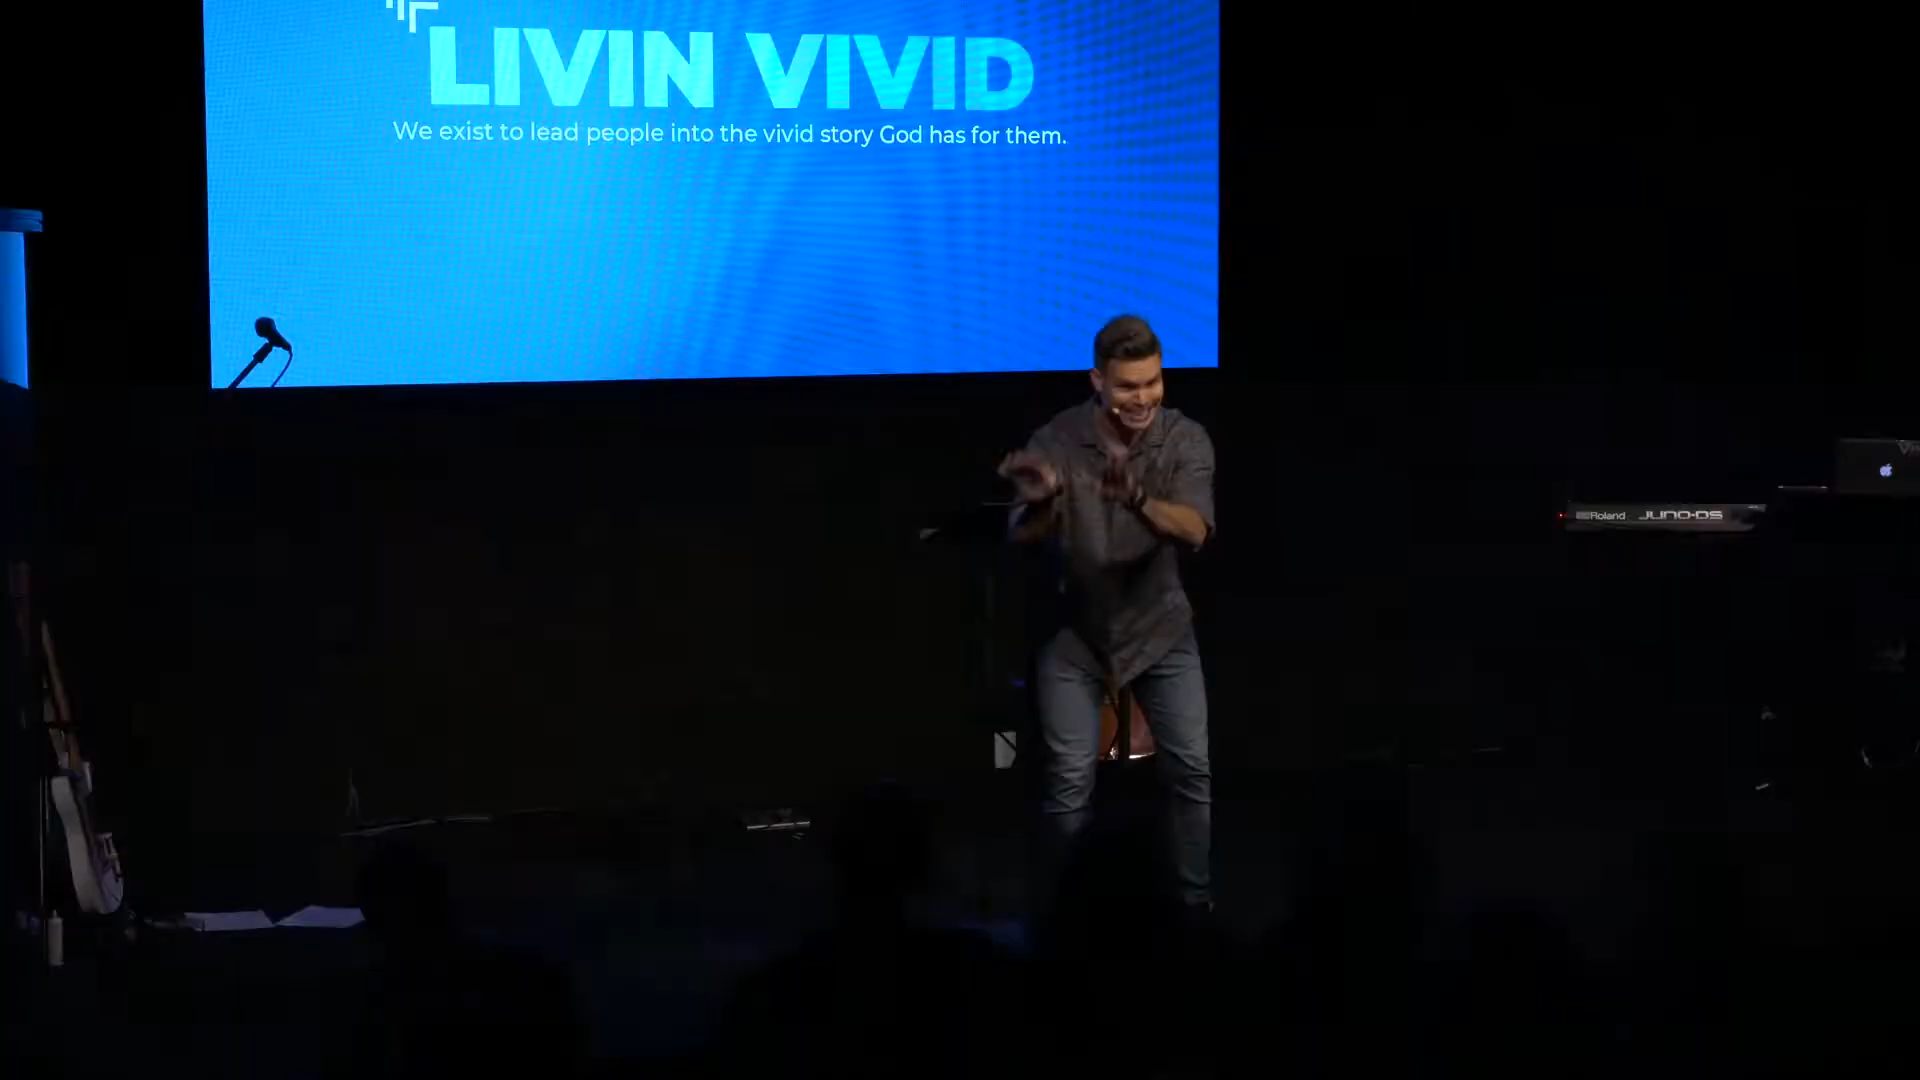 LIVIN VIVID
We exist to lead people into the vivid story God has for them.
Roland JUNO-DS